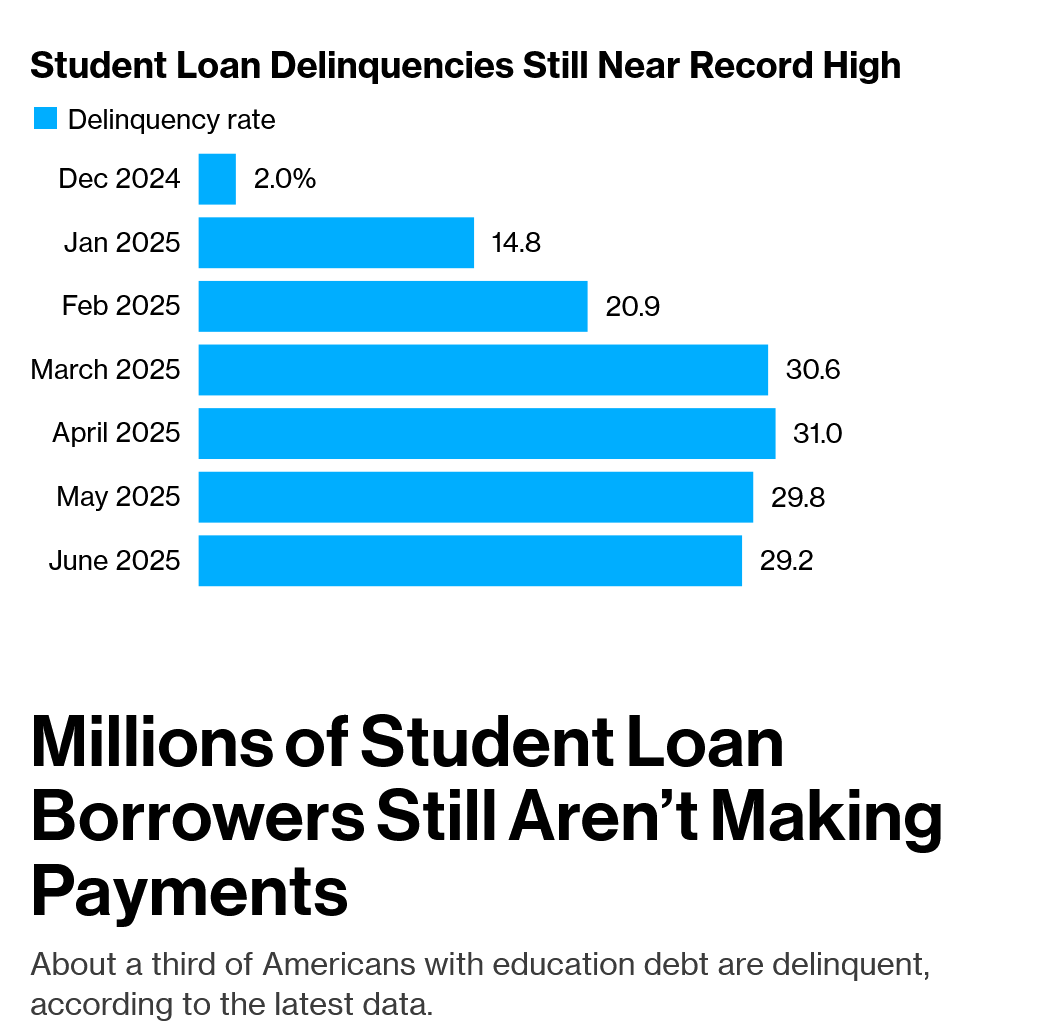 Student Loan Delinquencies Still Near Record High
Delinquency rate
Dec 2024 2.0%
Jan 2025 14.8
Feb 2025 20.9
March 2025 30.6
April 2025 31.0
May 2025 29.8
June 2025 29.2
Millions of Student Loan
Borrowers Still Aren’t Making
Payments
About a third of Americans with education debt are delinquent,
according to the latest data.